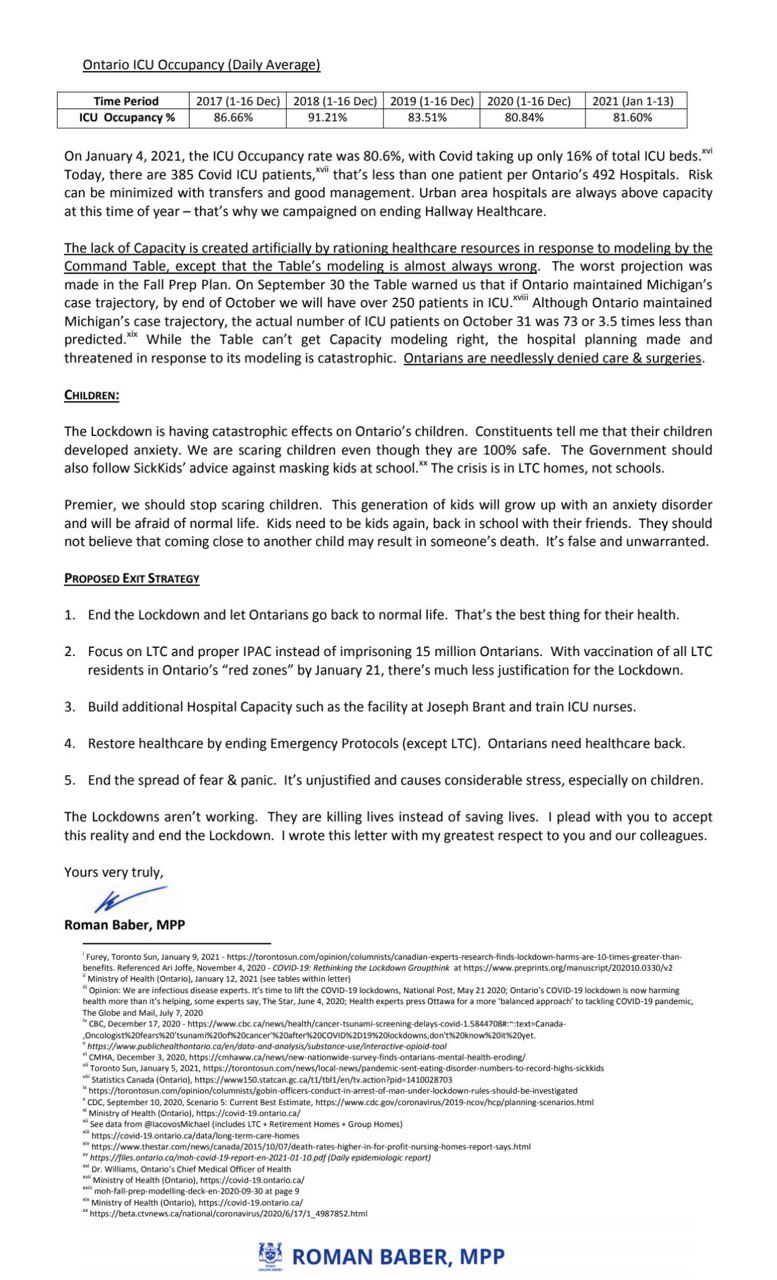 Ontario ICU Occupancy (Daily Average)
Time Period 2017 (1-16 Dec) 2018 (1-16 Dec) 2019 (1-16 Dec) 2020 (1-16 Dec) 2021 (Jan 1-13)
ICU Occupancy % 86.66% 91.21% 83.51% 80.84% 81.60%
On January 4, 2021, the ICU Occupancy rate was 80.6%, with Covid taking up only 16% of total ICU beds.xvi
Today, there are 385 Covid ICU patients,xvii that's less than one patient per Ontario's 492 Hospitals. Risk
can be minimized with transfers and good management. Urban area hospitals are always above capacity
at this time of year – that's why we campaigned on ending Hallway Healthcare.
The lack of Capacity is created artificially by rationing healthcare resources in response to modeling by the
Command Table, except that the Table's modeling is almost always wrong. The worst projection was
made in the Fall Prep Plan. On September 30 the Table warned us that if Ontario maintained Michigan's
case trajectory, by end of October we will have over 250 patients in ICU.xviii Although Ontario maintained
Michigan's case trajectory, the actual number of ICU patients on October 31 was 73 or 3.5 times less than
predicted.xix While the Table can't get Capacity modeling right, the hospital planning made and
threatened in response to its modeling is catastrophic. Ontarians are needlessly denied care & surgeries.
CHILDREN:
The Lockdown is having catastrophic effects on Ontario's children. Constituents tell me that their children
developed anxiety. We are scaring children even though they are 100% safe. The Government should
also follow SickKids' advice against masking kids at school.xx The crisis is in LTC homes, not schools.
Premier, we should stop scaring children. This generation of kids will grow up with an anxiety disorder
and will be afraid of normal life. Kids need to be kids again, back in school with their friends. They should
not believe that coming close to another child may result in someone's death. It's false and unwarranted.
PROPOSED EXIT STRATEGY
1. End the Lockdown and let Ontarians go back to normal life. That's the best thing for their health.
2. Focus on LTC and proper IPAC instead of imprisoning 15 million Ontarians. With vaccination of all LTC
residents in Ontario's "red zones" by January 21, there's much less justification for the Lockdown.
3. Build additional Hospital Capacity such as the facility at Joseph Brant and train ICU nurses.
4. Restore healthcare by ending Emergency Protocols (except LTC). Ontarians need healthcare back.
5. End the spread of fear & panic. It's unjustified and causes considerable stress, especially on children.
The Lockdowns aren't working. They are killing lives instead of saving lives. I plead with you to accept
this reality and end the Lockdown. I wrote this letter with my greatest respect to you and our colleagues.
Yours very truly,
Roman Baber, MPP
i Furey, Toronto Sun, January 9, 2021 - https://torontosun.com/opinion/columnists/canadian-experts-research-finds-lockdown-harms-are-10-times-greater-than-
benefits. Referenced Ari Joffe, November 4, 2020 - COVID-19: Rethinking the Lockdown Groupthink at https://www.preprints.org/manuscript/202010.0330/v2
ii Ministry of Health (Ontario), January 12, 2021 (see tables within letter)
iii Opinion: We are infectious disease experts. It's time to lift the COVID-19 lockdowns, National Post, May 21 2020; Ontario's COVID-19 lockdown is now harming
health more than it's helping, some experts say, The Star, June 4, 2020; Health experts press Ottawa for a more 'balanced approach' to tackling COVID-19 pandemic,
The Globe and Mail, July 7, 2020
iv CBC, December 17, 2020 - https://www.cbc.ca/news/health/cancer-tsunami-screening-delays-covid-1.5844708#:~:text=Canada-
,Oncologist%20fears%20'tsunami%20of%20cancer'%20after%20COVID%2D19%20lockdowns,don't%20know%20it%20yet.
v https://www.publichealthontario.ca/en/data-and-analysis/substance-use/interactive-opioid-tool
vi CMHA, December 3, 2020, https://cmhaww.ca/news/new-nationwide-survey-finds-ontarians-mental-health-eroding/
vii Toronto Sun, January 5, 2021, https://torontosun.com/news/local-news/pandemic-sent-eating-disorder-numbers-to-record-highs-sickkids
viii Statistics Canada (Ontario), https://www150.statcan.gc.ca/t1/tbl1/en/tv.action?pid=1410028703
ix https://torontosun.com/opinion/columnists/gobin-officers-conduct-in-arrest-of-man-under-lockdown-rules-should-be-investigated
x CDC, September 10, 2020, Scenario 5: Current Best Estimate, https://www.cdc.gov/coronavirus/2019-ncov/hcp/planning-scenarios.html
xi Ministry of Health (Ontario), https://covid-19.ontario.ca/
xii See data from @IacovosMichael (includes LTC + Retirement Homes + Group Homes)
xiii https://covid-19.ontario.ca/data/long-term-care-homes
xiv https://www.thestar.com/news/canada/2015/10/07/death-rates-higher-in-for-profit-nursing-homes-report-says.html
xv https://files.ontario.ca/moh-covid-19-report-en-2021-01-10.pdf (Daily epidemiologic report)
xvi Dr. Williams, Ontario's Chief Medical Officer of Health
xvii Ministry of Health (Ontario), https://covid-19.ontario.ca/
xviii moh-fall-prep-modelling-deck-en-2020-09-30 at page 9
xix Ministry of Health (Ontario), https://covid-19.ontario.ca/
xx https://beta.ctvnews.ca/national/coronavirus/2020/6/17/1_4987852.html
ROMAN BABER, MPP